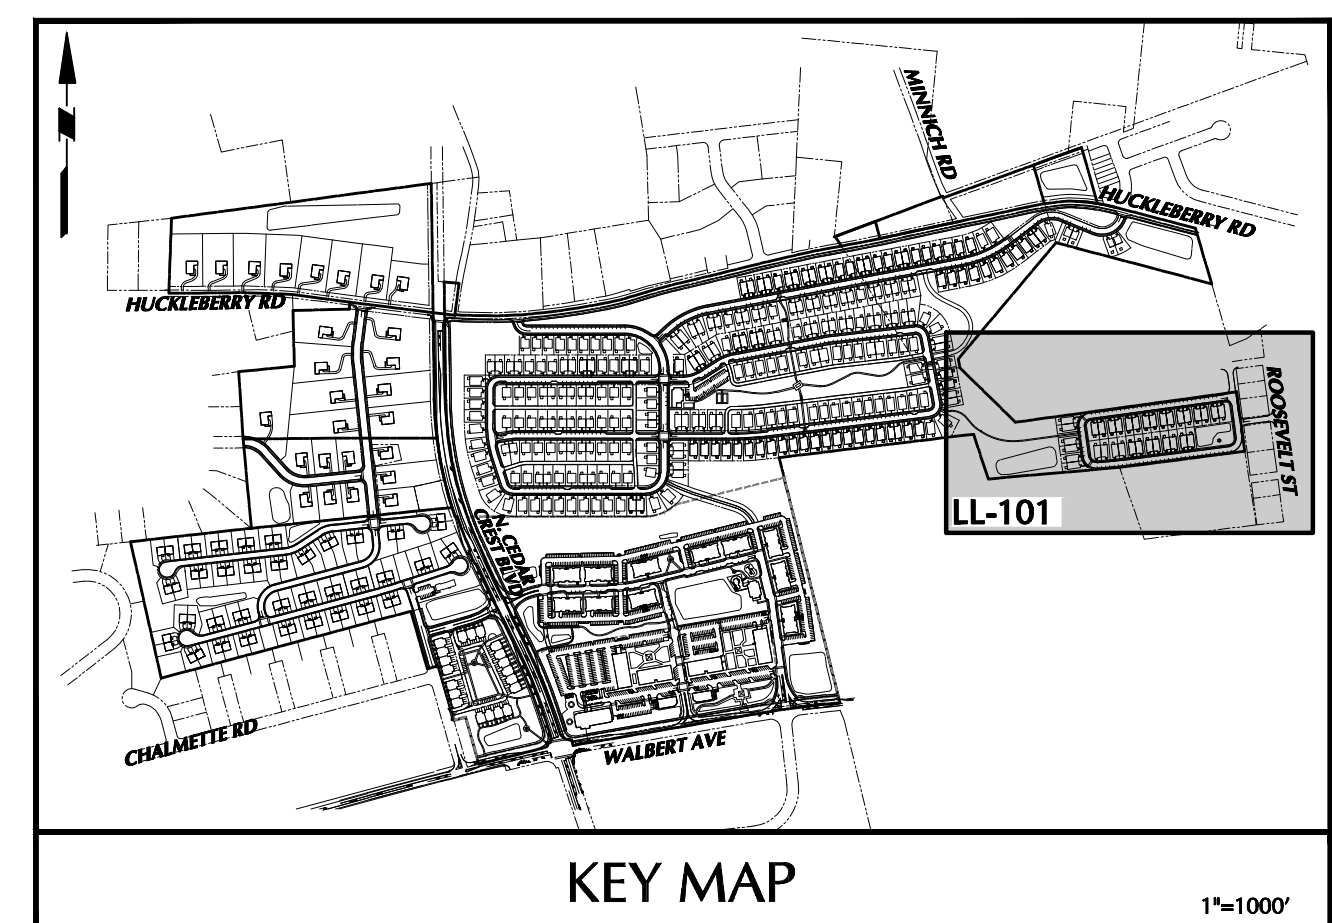 MINNICH RD
HUCKLEBERRY RD
HUCKLEBERRY RD
ROOSEVELT ST
LL-101
N. CEDAR
CREST BLVD
CHALMETTE RD
WALBERT AVE
KEY MAP
1"=1000'